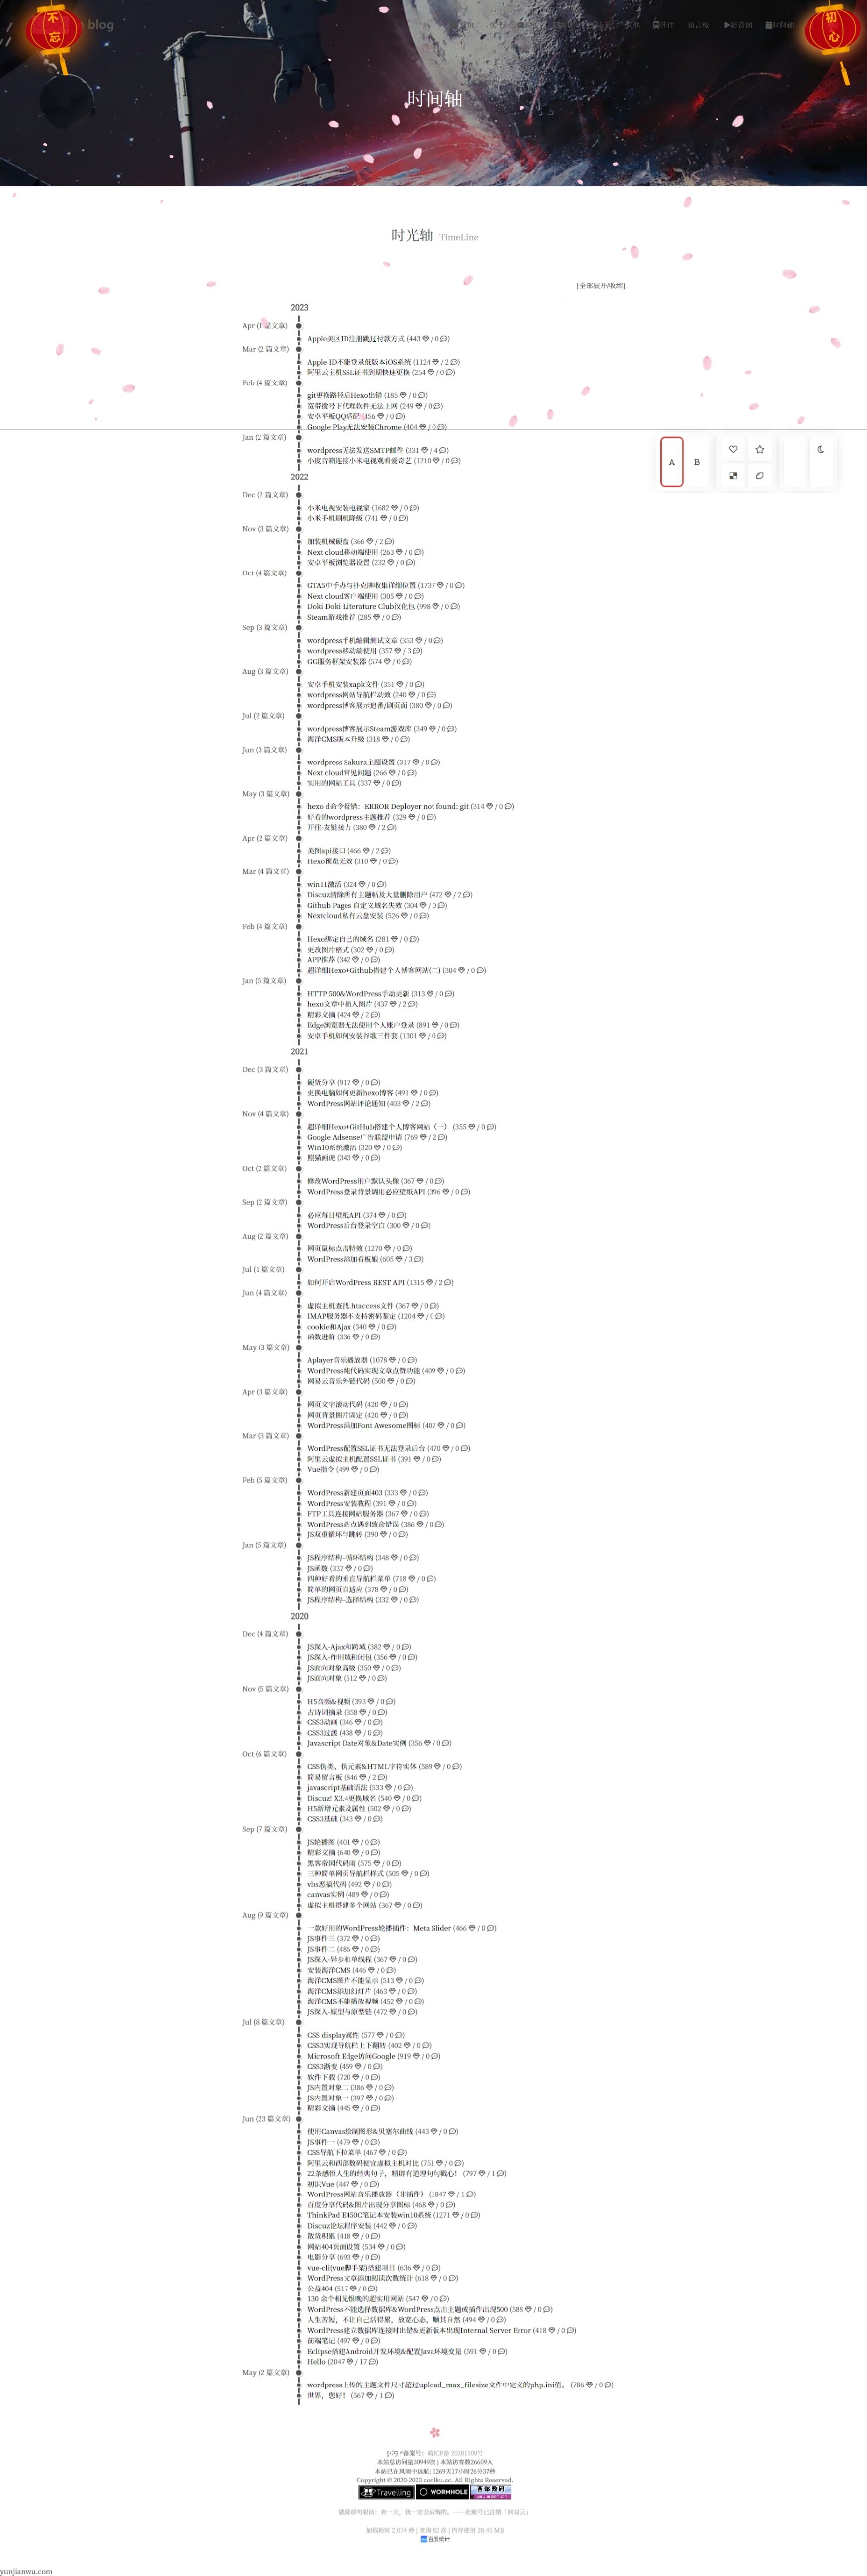 不忘
初心
blog
开往
留言板
影音阁
时间轴
时间轴
时光轴 TimeLine
[全部展开/收缩]
2023
Apr (1 篇文章)
Apple美区ID注册跳过付款方式 (443 / 0)
Mar (2 篇文章)
Apple ID不能登录低版本iOS系统 (1124 / 2)
阿里云主机SSL证书到期快速更换 (254 / 0)
Feb (4 篇文章)
git更换路径后Hexo出错 (185 / 0)
宽带拨号下代理软件无法上网 (249 / 0)
安卓平板QQ适配 (456 / 0)
Google Play无法安装Chrome (404 / 0)
Jan (2 篇文章)
wordpress无法发送SMTP邮件 (331 / 4)
小度音箱连接小米电视观看爱奇艺 (1210 / 0)
A
B
2022
Dec (2 篇文章)
小米电视安装电视家 (1682 / 0)
小米手机刷机降级 (741 / 0)
Nov (3 篇文章)
加装机械硬盘 (366 / 2)
Next cloud移动端使用 (263 / 0)
安卓平板浏览器设置 (232 / 0)
Oct (4 篇文章)
GTA5中手办与扑克牌收集详细位置 (1737 / 0)
Next cloud客户端使用 (305 / 0)
Doki Doki Literature Club汉化包 (998 / 0)
Steam游戏推荐 (285 / 0)
Sep (3 篇文章)
wordpress手机编辑测试文章 (353 / 0)
wordpress移动端使用 (357 / 3)
GG服务框架安装器 (574 / 0)
Aug (3 篇文章)
安卓手机安装xapk文件 (351 / 0)
wordpress网站导航栏动效 (240 / 0)
wordpress博客展示追番/剧页面 (380 / 0)
Jul (2 篇文章)
wordpress博客展示Steam游戏库 (349 / 0)
海洋CMS版本升级 (318 / 0)
Jun (3 篇文章)
wordpress Sakura主题设置 (317 / 0)
Next cloud常见问题 (266 / 0)
实用的网站工具 (337 / 0)
May (3 篇文章)
hexo d命令报错：ERROR Deployer not found: git (314 / 0)
好看的wordpress主题推荐 (329 / 0)
开往-友链接力 (380 / 2)
Apr (2 篇文章)
美图api接口 (466 / 2)
Hexo预览无效 (310 / 0)
Mar (4 篇文章)
win11激活 (324 / 0)
Discuz清除所有主题帖及大量删除用户 (472 / 2)
Github Pages 自定义域名失效 (304 / 0)
Nextcloud私有云盘安装 (526 / 0)
Feb (4 篇文章)
Hexo绑定自己的域名 (281 / 0)
更改图片格式 (302 / 0)
APP推荐 (342 / 0)
超详细Hexo+Github搭建个人博客网站(二) (304 / 0)
Jan (5 篇文章)
HTTP 500&WordPress手动更新 (313 / 0)
hexo文章中插入图片 (437 / 2)
精彩文摘 (424 / 2)
Edge浏览器无法使用个人账户登录 (891 / 0)
安卓手机如何安装谷歌三件套 (1301 / 0)
2021
Dec (3 篇文章)
硬货分享 (917 / 0)
更换电脑如何更新hexo博客 (491 / 0)
WordPress网站评论通知 (403 / 2)
Nov (4 篇文章)
超详细Hexo+GitHub搭建个人博客网站（一） (355 / 0)
Google Adsense广告联盟申请 (769 / 2)
Win10系统激活 (320 / 0)
照猫画虎 (343 / 0)
Oct (2 篇文章)
修改WordPress用户默认头像 (367 / 0)
WordPress登录背景调用必应壁纸API (396 / 0)
Sep (2 篇文章)
必应每日壁纸API (374 / 0)
WordPress后台登录空白 (300 / 0)
Aug (2 篇文章)
网页鼠标点击特效 (1270 / 0)
WordPress添加看板娘 (605 / 3)
Jul (1 篇文章)
如何开启WordPress REST API (1315 / 2)
Jun (4 篇文章)
虚拟主机查找.htaccess文件 (367 / 0)
IMAP服务器不支持密码鉴定 (1204 / 0)
cookie和Ajax (340 / 0)
函数进阶 (336 / 0)
May (3 篇文章)
Aplayer音乐播放器 (1078 / 0)
WordPress纯代码实现文章点赞功能 (409 / 0)
网易云音乐外链代码 (500 / 0)
Apr (3 篇文章)
网页文字滚动代码 (420 / 0)
网页背景图片固定 (420 / 0)
WordPress添加Font Awesome图标 (407 / 0)
Mar (3 篇文章)
WordPress配置SSL证书无法登录后台 (470 / 0)
阿里云虚拟主机配置SSL证书 (391 / 0)
Vue指令 (499 / 0)
Feb (5 篇文章)
WordPress新建页面403 (333 / 0)
WordPress安装教程 (391 / 0)
FTP工具连接网站服务器 (367 / 0)
WordPress站点遇到致命错误 (386 / 0)
JS双重循环与跳转 (390 / 0)
Jan (5 篇文章)
JS程序结构–循环结构 (348 / 0)
JS函数 (337 / 0)
四种好看的垂直导航栏菜单 (718 / 0)
简单的网页自适应 (378 / 0)
JS程序结构–选择结构 (332 / 0)
2020
Dec (4 篇文章)
JS深入-Ajax和跨域 (382 / 0)
JS深入-作用域和闭包 (356 / 0)
JS面向对象高级 (350 / 0)
JS面向对象 (512 / 0)
Nov (5 篇文章)
H5音频&视频 (393 / 0)
古诗词摘录 (358 / 0)
CSS3动画 (346 / 0)
CSS3过渡 (438 / 0)
Javascript Date对象&Date实例 (356 / 0)
Oct (6 篇文章)
CSS伪类、伪元素&HTML字符实体 (589 / 0)
简易留言板 (846 / 2)
javascript基础语法 (533 / 0)
Discuz! X3.4更换域名 (540 / 0)
H5新增元素及属性 (502 / 0)
CSS3基础 (343 / 0)
Sep (7 篇文章)
JS轮播图 (401 / 0)
精彩文摘 (640 / 0)
黑客帝国代码雨 (575 / 0)
三种简单网页导航栏样式 (505 / 0)
vbs恶搞代码 (492 / 0)
canvas实例 (489 / 0)
虚拟主机搭建多个网站 (367 / 0)
Aug (9 篇文章)
一款好用的WordPress轮播插件：Meta Slider (466 / 0)
JS事件三 (372 / 0)
JS事件二 (486 / 0)
JS深入-异步和单线程 (367 / 0)
安装海洋CMS (446 / 0)
海洋CMS图片不能显示 (513 / 0)
海洋CMS添加幻灯片 (463 / 0)
海洋CMS不能播放视频 (452 / 0)
JS深入-原型与原型链 (472 / 0)
Jul (8 篇文章)
CSS display属性 (577 / 0)
CSS3实现导航栏上下翻转 (402 / 0)
Microsoft Edge访问Google (919 / 0)
CSS3渐变 (459 / 0)
软件下载 (720 / 0)
JS内置对象二 (386 / 0)
JS内置对象一 (397 / 0)
精彩文摘 (445 / 0)
Jun (23 篇文章)
使用Canvas绘制图形&贝塞尔曲线 (443 / 0)
JS事件一 (479 / 0)
CSS导航下拉菜单 (467 / 0)
阿里云和西部数码便宜虚拟主机对比 (751 / 0)
22条感悟人生的经典句子，精辟有道理句句戳心！ (797 / 1)
初识Vue (447 / 0)
WordPress网站音乐播放器（非插件） (1847 / 1)
百度分享代码&图片出现分享图标 (468 / 0)
ThinkPad E450C笔记本安装win10系统 (1271 / 0)
Discuz论坛程序安装 (442 / 0)
散货积累 (418 / 0)
网站404页面设置 (534 / 0)
电影分享 (693 / 0)
vue-cli(vue脚手架)搭建项目 (636 / 0)
WordPress文章添加阅读次数统计 (618 / 0)
公益404 (517 / 0)
130 余个相见恨晚的超实用网站 (547 / 0)
WordPress不能选择数据库&WordPress点击主题或插件出现500 (588 / 0)
人生苦短，不让自己活得累，放宽心态，顺其自然 (494 / 0)
WordPress建立数据库连接时出错&更新版本出现Internal Server Error (418 / 0)
前端笔记 (497 / 0)
Eclipse搭建Android开发环境&配置Java环境变量 (591 / 0)
Hello (2047 / 17)
May (2 篇文章)
wordpress上传的主题文件尺寸超过upload_max_filesize文件中定义的php.ini值。 (786 / 0)
世界，您好！ (567 / 1)
备案号：萌ICP备 20201100号
本站总访问量30949次 | 本站访客数26609人
本站已在风雨中运航: 1269天17小时26分37秒
Copyright © 2020-2023 coolku.cc. All Rights Reserved.
Travelling
WORMHOLE
西部数码
加载耗时 2.074 秒 | 查询 82 次 | 内存使用 28.45 MB
百度统计
yunjianwu.com